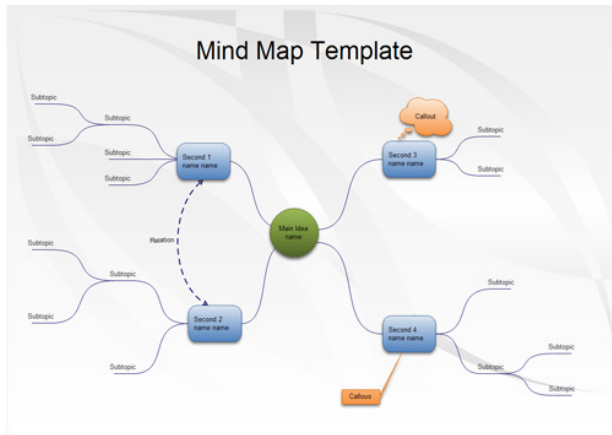 Mind Map Template
Subtopic
Subtopic
Subtopic
Subtopic
Subtopic
Second 1
name name
Callout
Second 3
name name
Subtopic
Subtopic
Main Idea
name
Relation
Subtopic
Subtopic
Subtopic
Subtopic
Second 2
name name
Subtopic
Second 4
name name
Subtopic
Subtopic
Subtopic
Callous